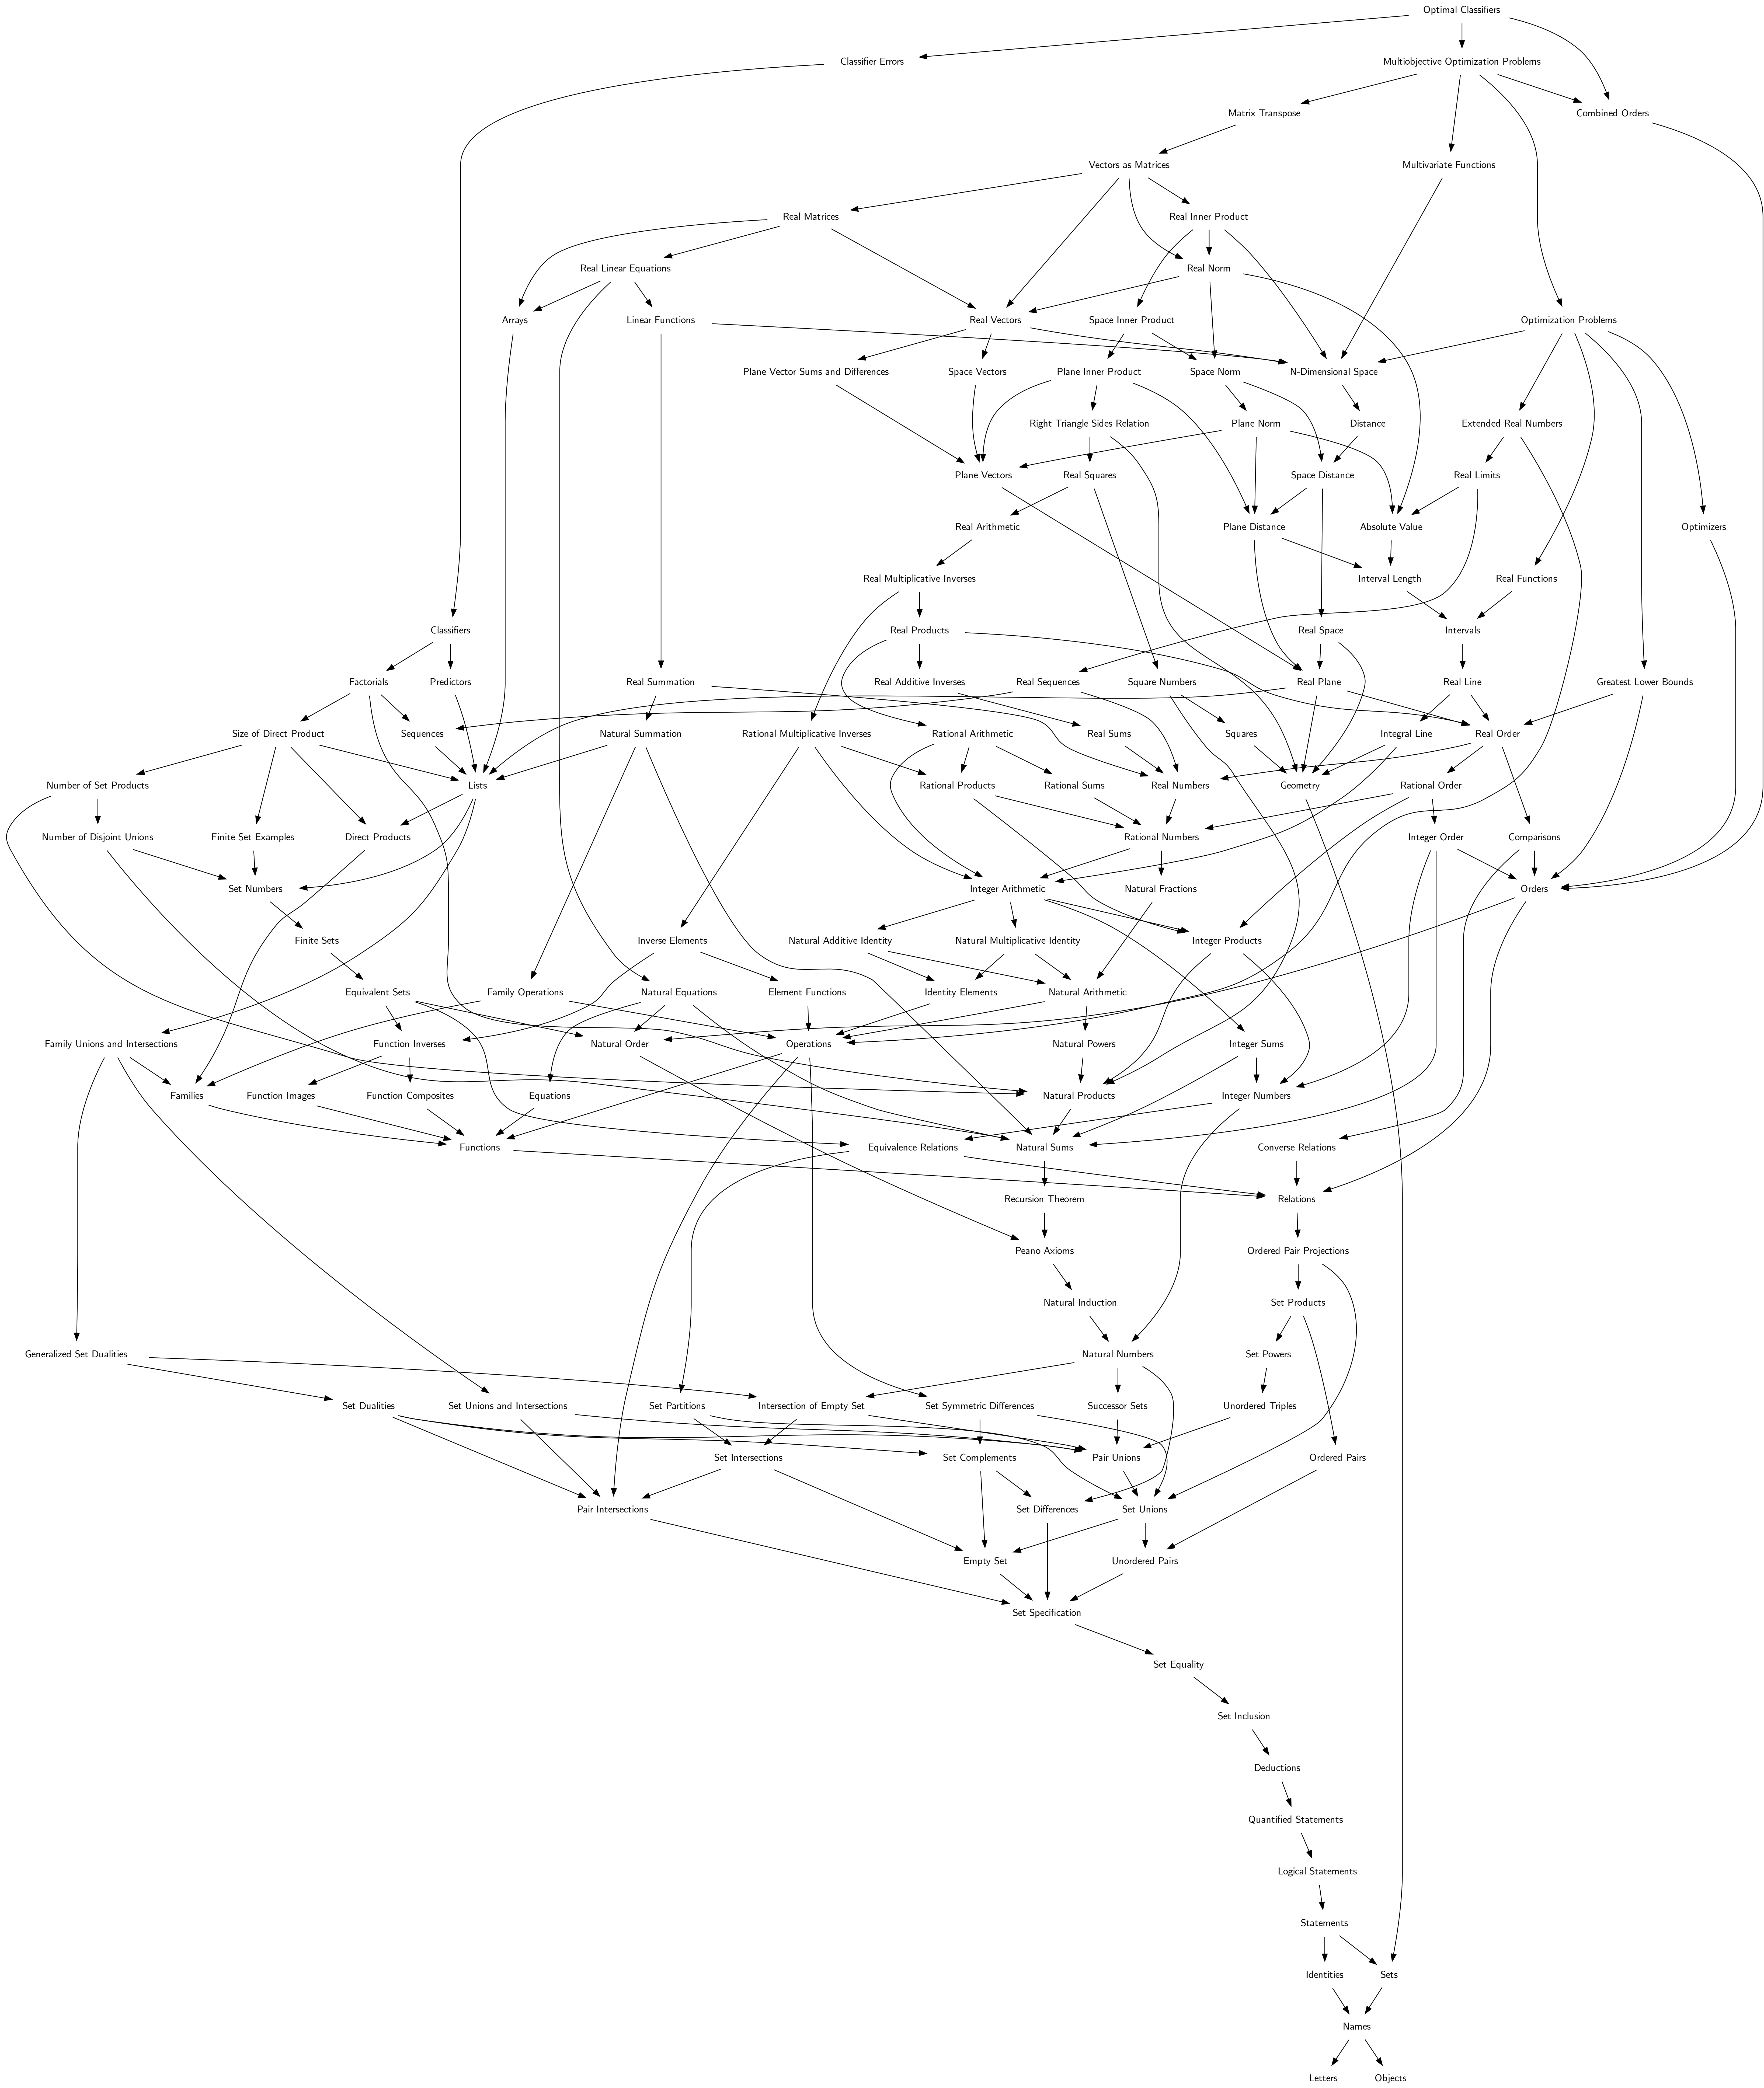 Optimal Classifiers
Classifier Errors
Multiobjective Optimization Problems
Matrix Transpose
Combined Orders
Vectors as Matrices
Multivariate Functions
Real Matrices
Real Inner Product
Real Linear Equations
Real Norm
Arrays
Linear Functions
Real Vectors
Space Inner Product
Optimization Problems
Plane Vector Sums and Differences
Space Vectors
Plane Inner Product
Space Norm
N-Dimensional Space
Right Triangle Sides Relation
Plane Norm
Distance
Extended Real Numbers
Plane Vectors
Real Squares
Space Distance
Real Limits
Real Arithmetic
Plane Distance
Absolute Value
Optimizers
Real Multiplicative Inverses
Interval Length
Real Functions
Classifiers
Real Products
Real Space
Intervals
Factorials
Predictors
Real Summation
Real Additive Inverses
Real Sequences
Square Numbers
Real Plane
Real Line
Greatest Lower Bounds
Size of Direct Product
Sequences
Natural Summation
Rational Multiplicative Inverses
Rational Arithmetic
Real Sums
Squares
Integral Line
Real Order
Number of Set Products
Lists
Rational Products
Rational Sums
Real Numbers
Geometry
Rational Order
Number of Disjoint Unions
Finite Set Examples
Direct Products
Rational Numbers
Integer Order
Comparisons
Set Numbers
Integer Arithmetic
Natural Fractions
Orders
Finite Sets
Inverse Elements
Natural Additive Identity
Natural Multiplicative Identity
Integer Products
Equivalent Sets
Family Operations
Natural Equations
Element Functions
Identity Elements
Natural Arithmetic
Family Unions and Intersections
Function Inverses
Natural Order
Operations
Natural Powers
Integer Sums
Families
Function Images
Function Composites
Equations
Natural Products
Integer Numbers
Functions
Equivalence Relations
Natural Sums
Converse Relations
Recursion Theorem
Relations
Peano Axioms
Ordered Pair Projections
Natural Induction
Set Products
Generalized Set Dualities
Natural Numbers
Set Powers
Set Dualities
Set Unions and Intersections
Set Partitions
Intersection of Empty Set
Set Symmetric Differences
Successor Sets
Unordered Triples
Set Intersections
Set Complements
Pair Unions
Ordered Pairs
Pair Intersections
Set Differences
Set Unions
Empty Set
Unordered Pairs
Set Specification
Set Equality
Set Inclusion
Deductions
Quantified Statements
Logical Statements
Statements
Identities
Sets
Names
Letters
Objects